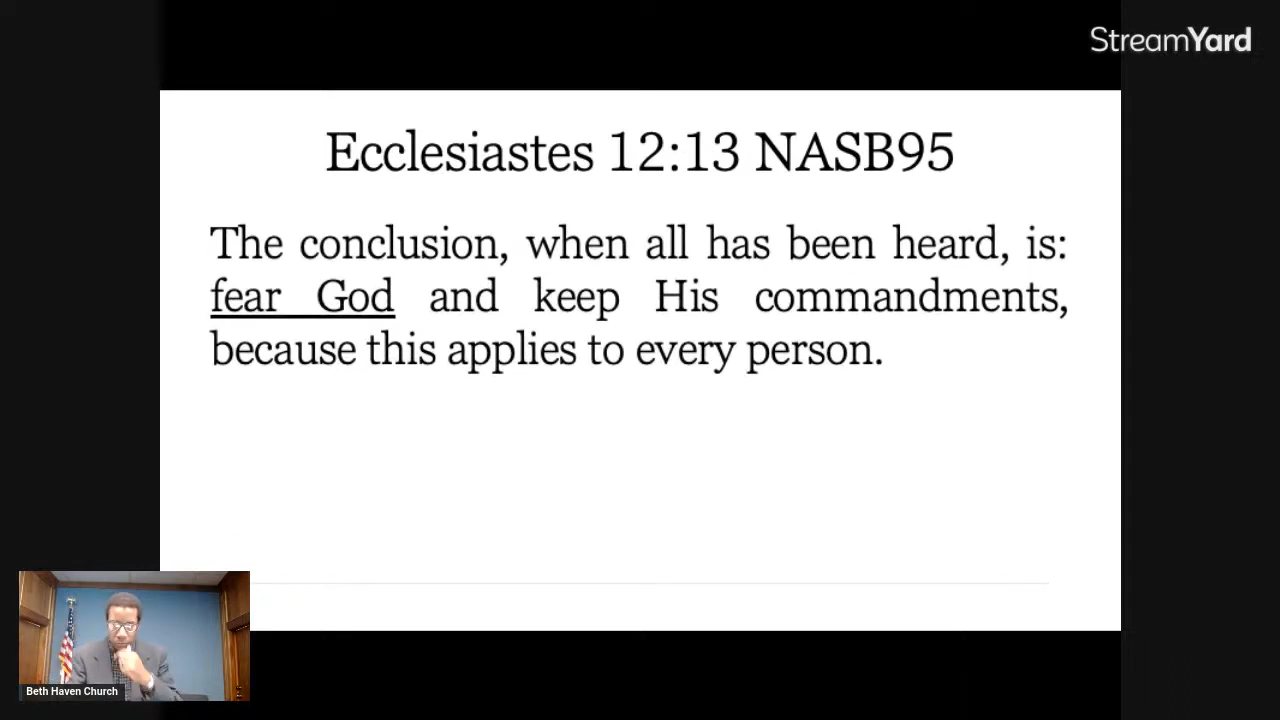 StreamYard
Ecclesiastes 12:13 NASB95
The conclusion, when all has been heard, is:
fear God and keep His commandments,
because this applies to every person.
Beth Haven Church